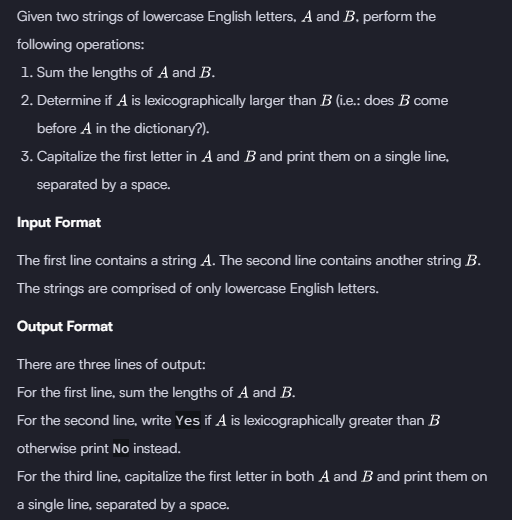 Given two strings of lowercase English letters, A and B, perform the
following operations:
1. Sum the lengths of A and B.
2. Determine if A is lexicographically larger than B (i.e.: does B come
before A in the dictionary?).
3. Capitalize the first letter in A and B and print them on a single line,
separated by a space.
Input Format
The first line contains a string A. The second line contains another string B.
The strings are comprised of only lowercase English letters.
Output Format
There are three lines of output:
For the first line, sum the lengths of A and B.
For the second line, write Yes if A is lexicographically greater than B
otherwise print No instead.
For the third line, capitalize the first letter in both A and B and print them on
a single line, separated by a space.